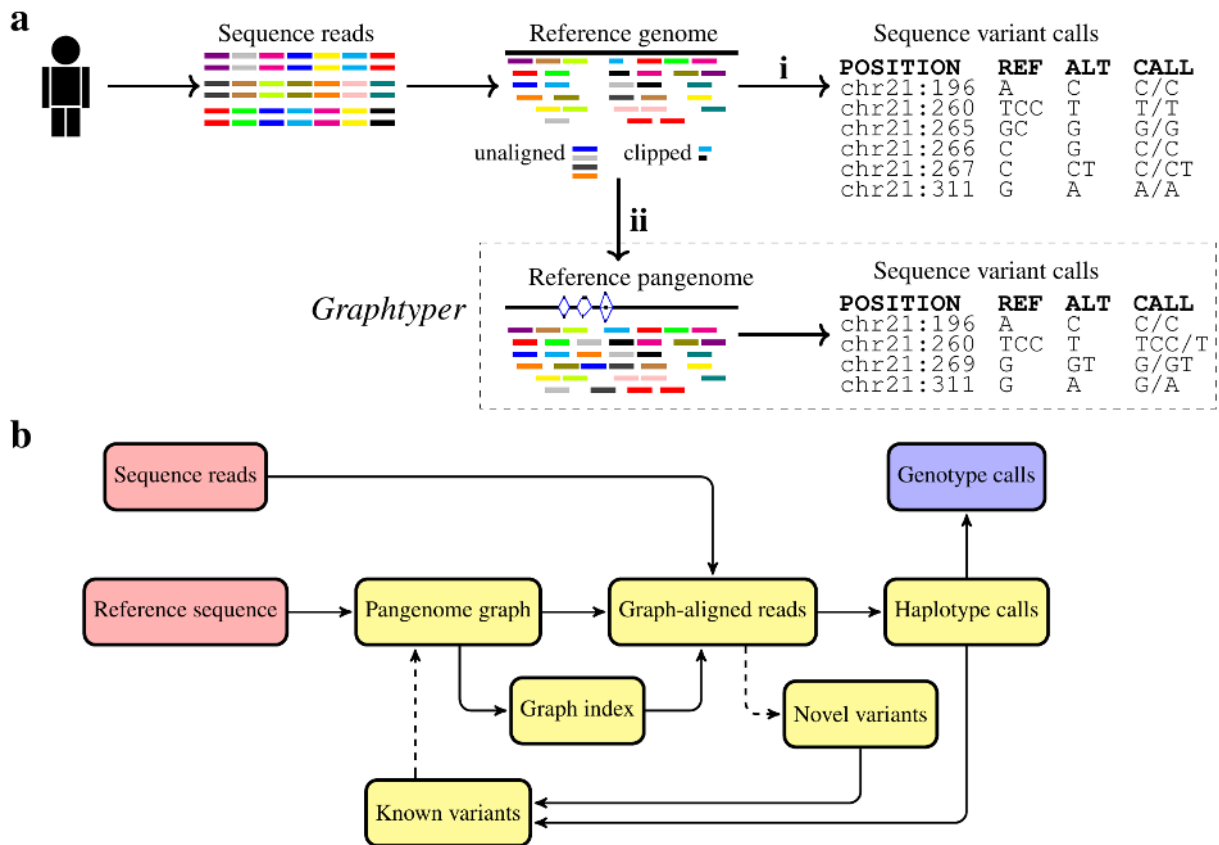 a
Sequence reads
Reference genome
i
Sequence variant calls
POSITION REF ALT CALL
chr21:196 A C C/C
chr21:260 TCC T T/T
chr21:265 GC G G/G
chr21:266 C G C/C
chr21:267 C CT C/CT
chr21:311 G A A/A
unaligned
clipped
ii
Graphtyper
Reference pangenome
Sequence variant calls
POSITION REF ALT CALL
chr21:196 A C C/C
chr21:260 TCC T TCC/T
chr21:269 G GT G/GT
chr21:311 G A G/A
b
Sequence reads
Genotype calls
Reference sequence
Pangenome graph
Graph-aligned reads
Haplotype calls
Graph index
Novel variants
Known variants